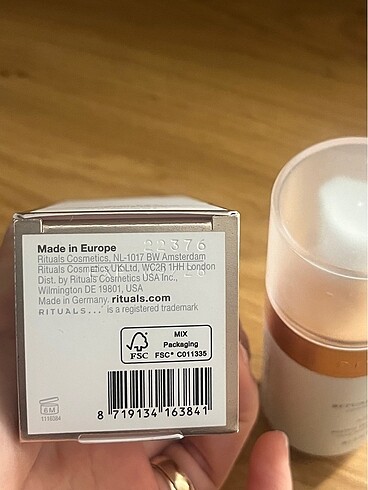 Made in Europe 22376
Rituals Cosmetics, NL-1017 BW Amsterdam
Rituals Cosmetics UK Ltd, WC2R 1HH London
Dist. by Rituals Cosmetics USA Inc.,
Wilmington DE 19801, USA
Made in Germany. rituals.com
RITUALS... is a registered trademark
FSC
MIX
Packaging
FSC® C011335
6M
1116084
8 719134 163841